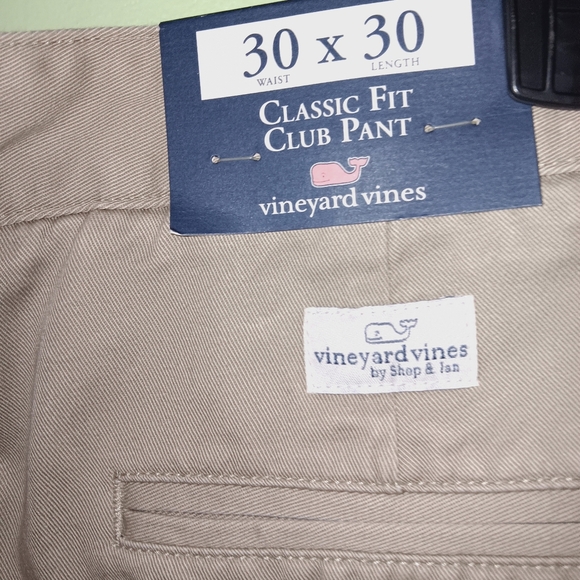 30 x 30
WAIST LENGTH
CLASSIC FIT
CLUB PANT
vineyard vines
vineyard vines
by Shep & Ian